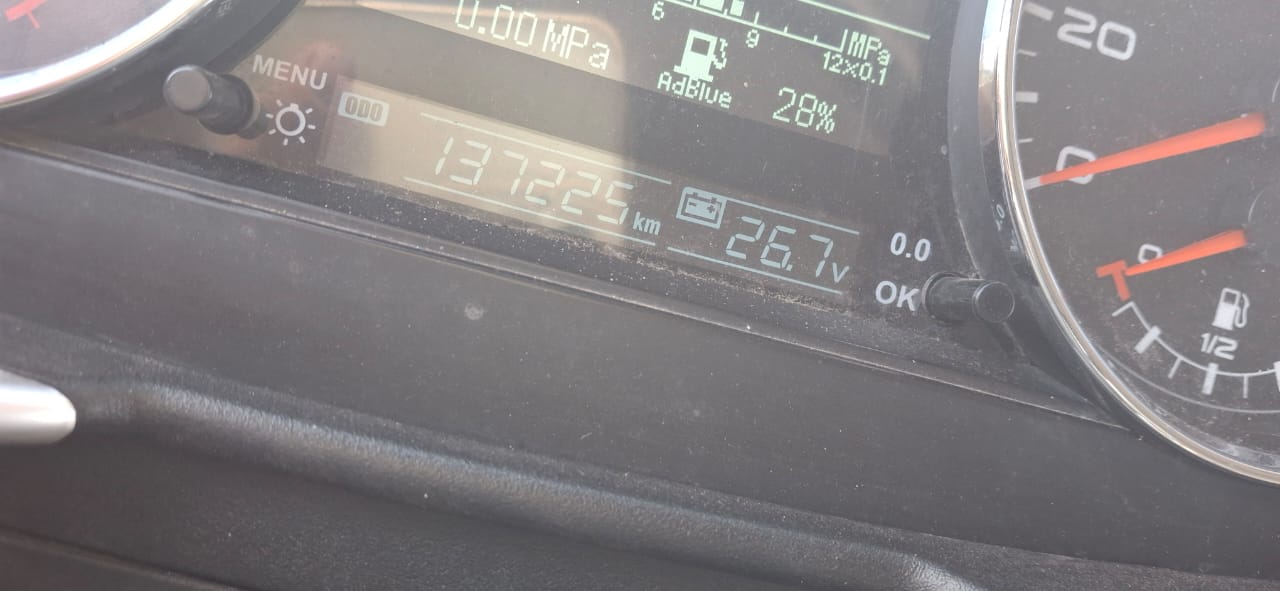 0.00 MPa
6
9
MPa
12×0.1
AdBlue 28%
MENU
ODO
137225 km
26.7 v
0.0
OK
20
0
0
1/2